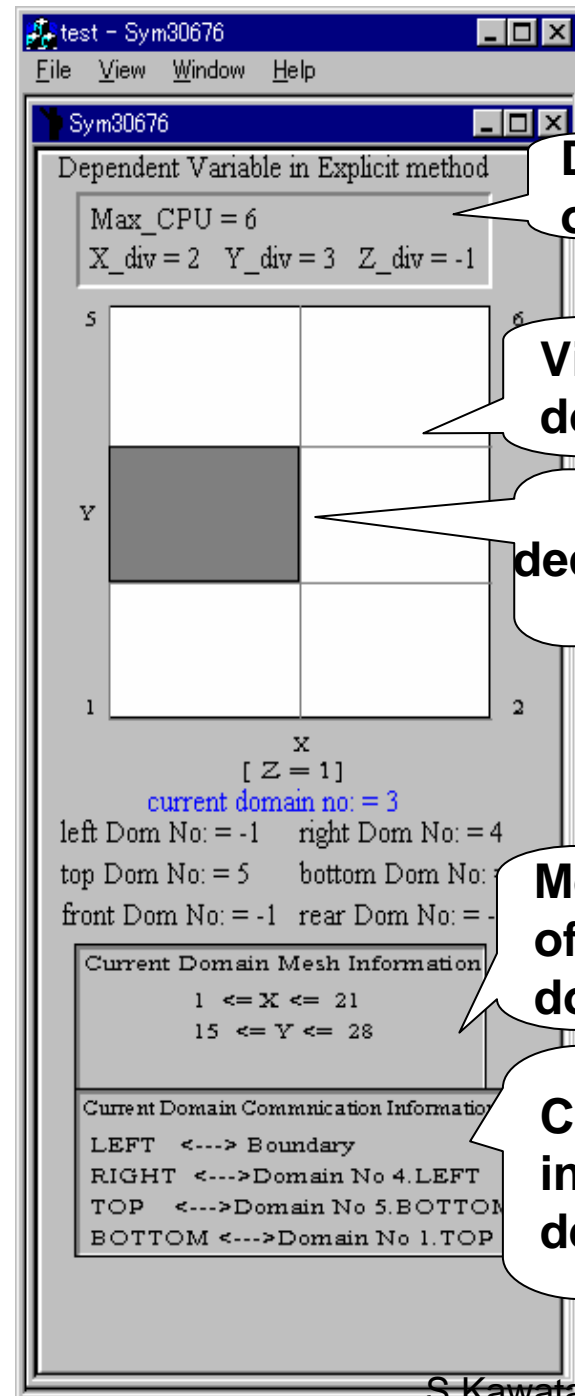 test - Sym30676
File View Window Help
Sym30676
Dependent Variable in Explicit method
Max_CPU = 6
X_div = 2 Y_div = 3 Z_div = -1
5 6
Y
1 2
X
[ Z = 1]
current domain no: = 3
left Dom No: = -1 right Dom No: = 4
top Dom No: = 5 bottom Dom No:
front Dom No: = -1 rear Dom No: = -
Current Domain Mesh Information
1 <= X <= 21
15 <= Y <= 28
of
Current Domain Commnication Informatio
LEFT <---> Boundary
RIGHT <--->Domain No 4.LEFT
TOP <--->Domain No 5.BOTTOM
BOTTOM <--->Domain No 1.TOP
S.Kawata